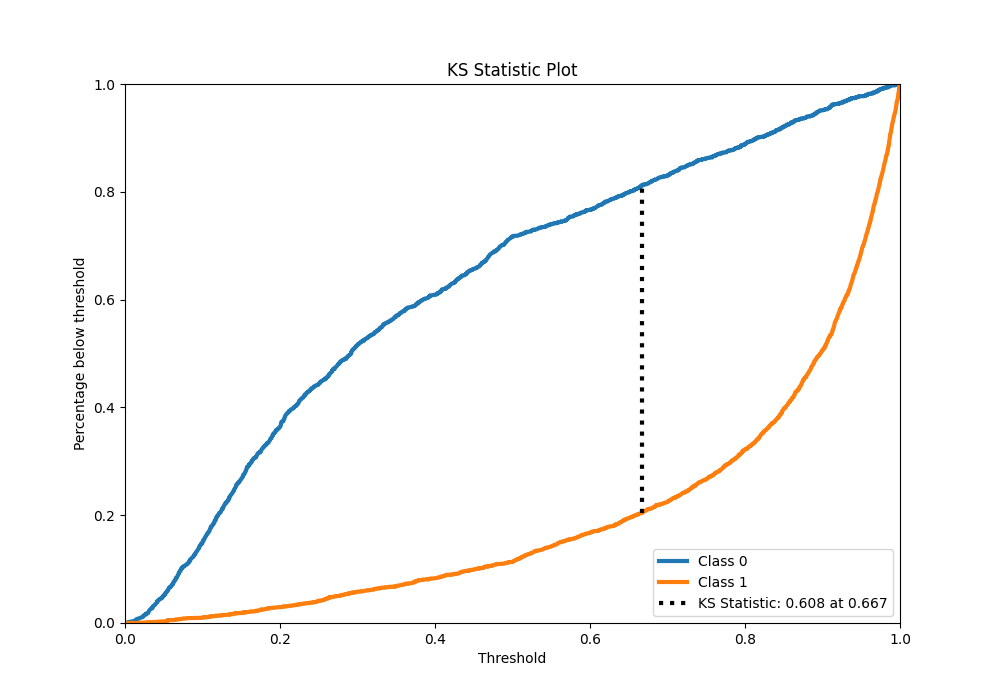 KS Statistic Plot
1.0
0.8
0.6
0.4
0.2
0.0
Percentage below threshold
0.0 0.2 0.4 0.6 0.8 1.0
Threshold
Class 0
Class 1
KS Statistic: 0.608 at 0.667